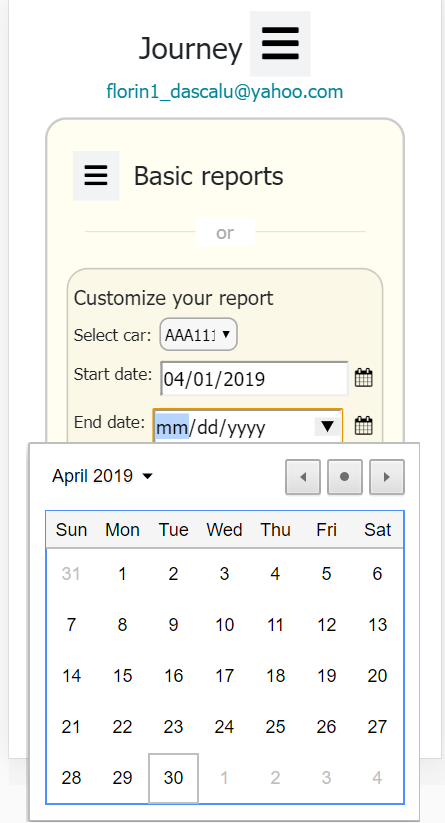 Journey
florin1_dascalu@yahoo.com
Basic reports
or
Customize your report
Select car: AAA111
Start date: 04/01/2019
End date: mm/dd/yyyy
April 2019
Sun Mon Tue Wed Thu Fri Sat
31 1 2 3 4 5 6
7 8 9 10 11 12 13
14 15 16 17 18 19 20
21 22 23 24 25 26 27
28 29 30 1 2 3 4